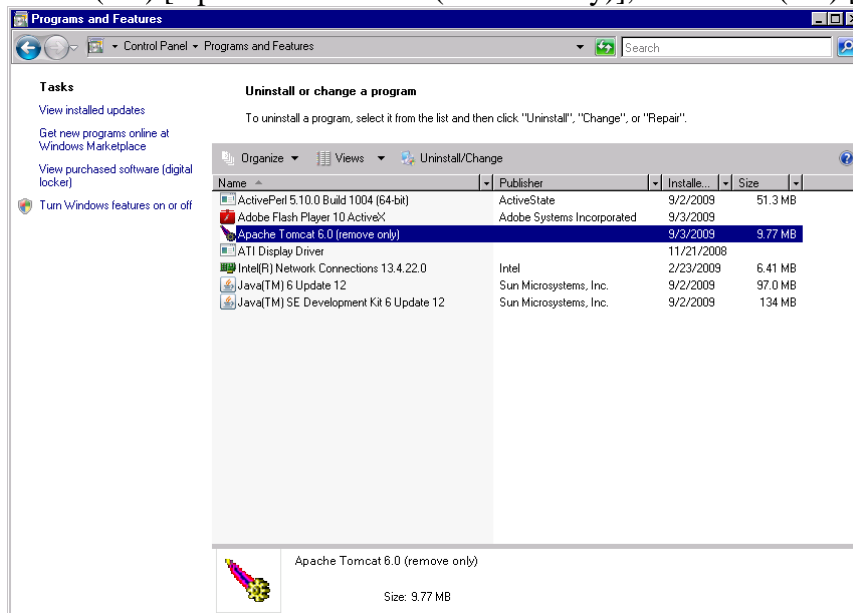 Programs and Features
Control Panel ▾ Programs and Features
Search
Tasks
View installed updates
Get new programs online at
Windows Marketplace
View purchased software (digital
locker)
Turn Windows features on or off
Uninstall or change a program
To uninstall a program, select it from the list and then click "Uninstall", "Change", or "Repair".
Organize Views Uninstall/Change
Name Publisher Installe... Size
ActivePerl 5.10.0 Build 1004 (64-bit) ActiveState 9/2/2009 51.3 MB
Adobe Flash Player 10 ActiveX Adobe Systems Incorporated 9/3/2009
Apache Tomcat 6.0 (remove only) 9/3/2009 9.77 MB
ATI Display Driver 11/21/2008
Intel(R) Network Connections 13.4.22.0 Intel 2/23/2009 6.41 MB
Java(TM) 6 Update 12 Sun Microsystems, Inc. 9/2/2009 97.0 MB
Java(TM) SE Development Kit 6 Update 12 Sun Microsystems, Inc. 9/2/2009 134 MB
Apache Tomcat 6.0 (remove only)
Size: 9.77 MB